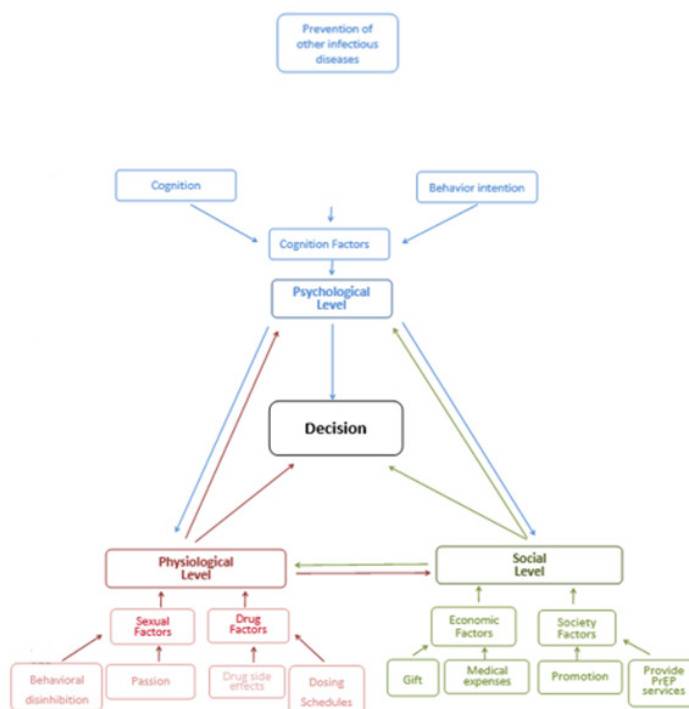 Prevention of
other infectious
diseases
Cognition
Behavior intention
Cognition Factors
Psychological
Level
Decision
Physiological
Level
Social
Level
Sexual
Factors
Drug
Factors
Economic
Factors
Society
Factors
Behavioral
disinhibition
Passion
Drug side
effects
Dosing
Schedules
Gift
Medical
expenses
Promotion
Provide
PrEP
services